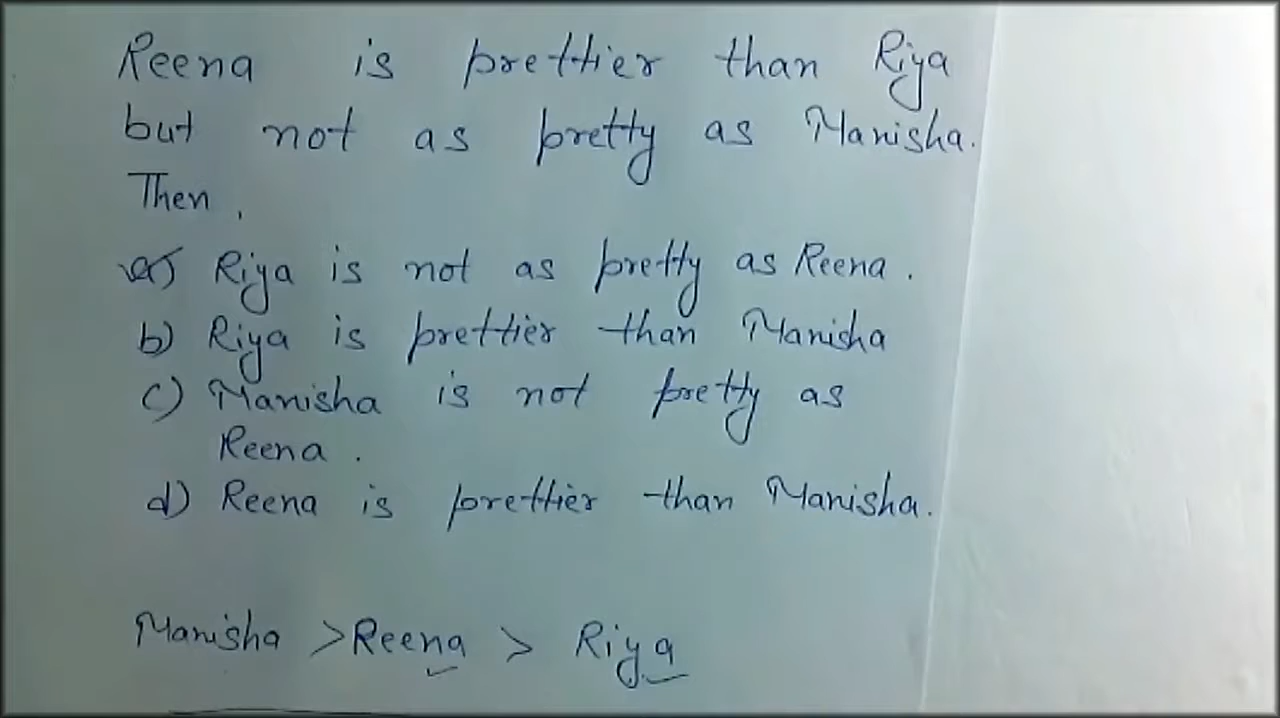 Reena is prettier than Riya
but not as pretty as Manisha.
Then,
a) Riya is not as pretty as Reena.
b) Riya is prettier than Manisha
c) Manisha is not pretty as
Reena.
d) Reena is prettier than Manisha.
Manisha > Reena > Riya